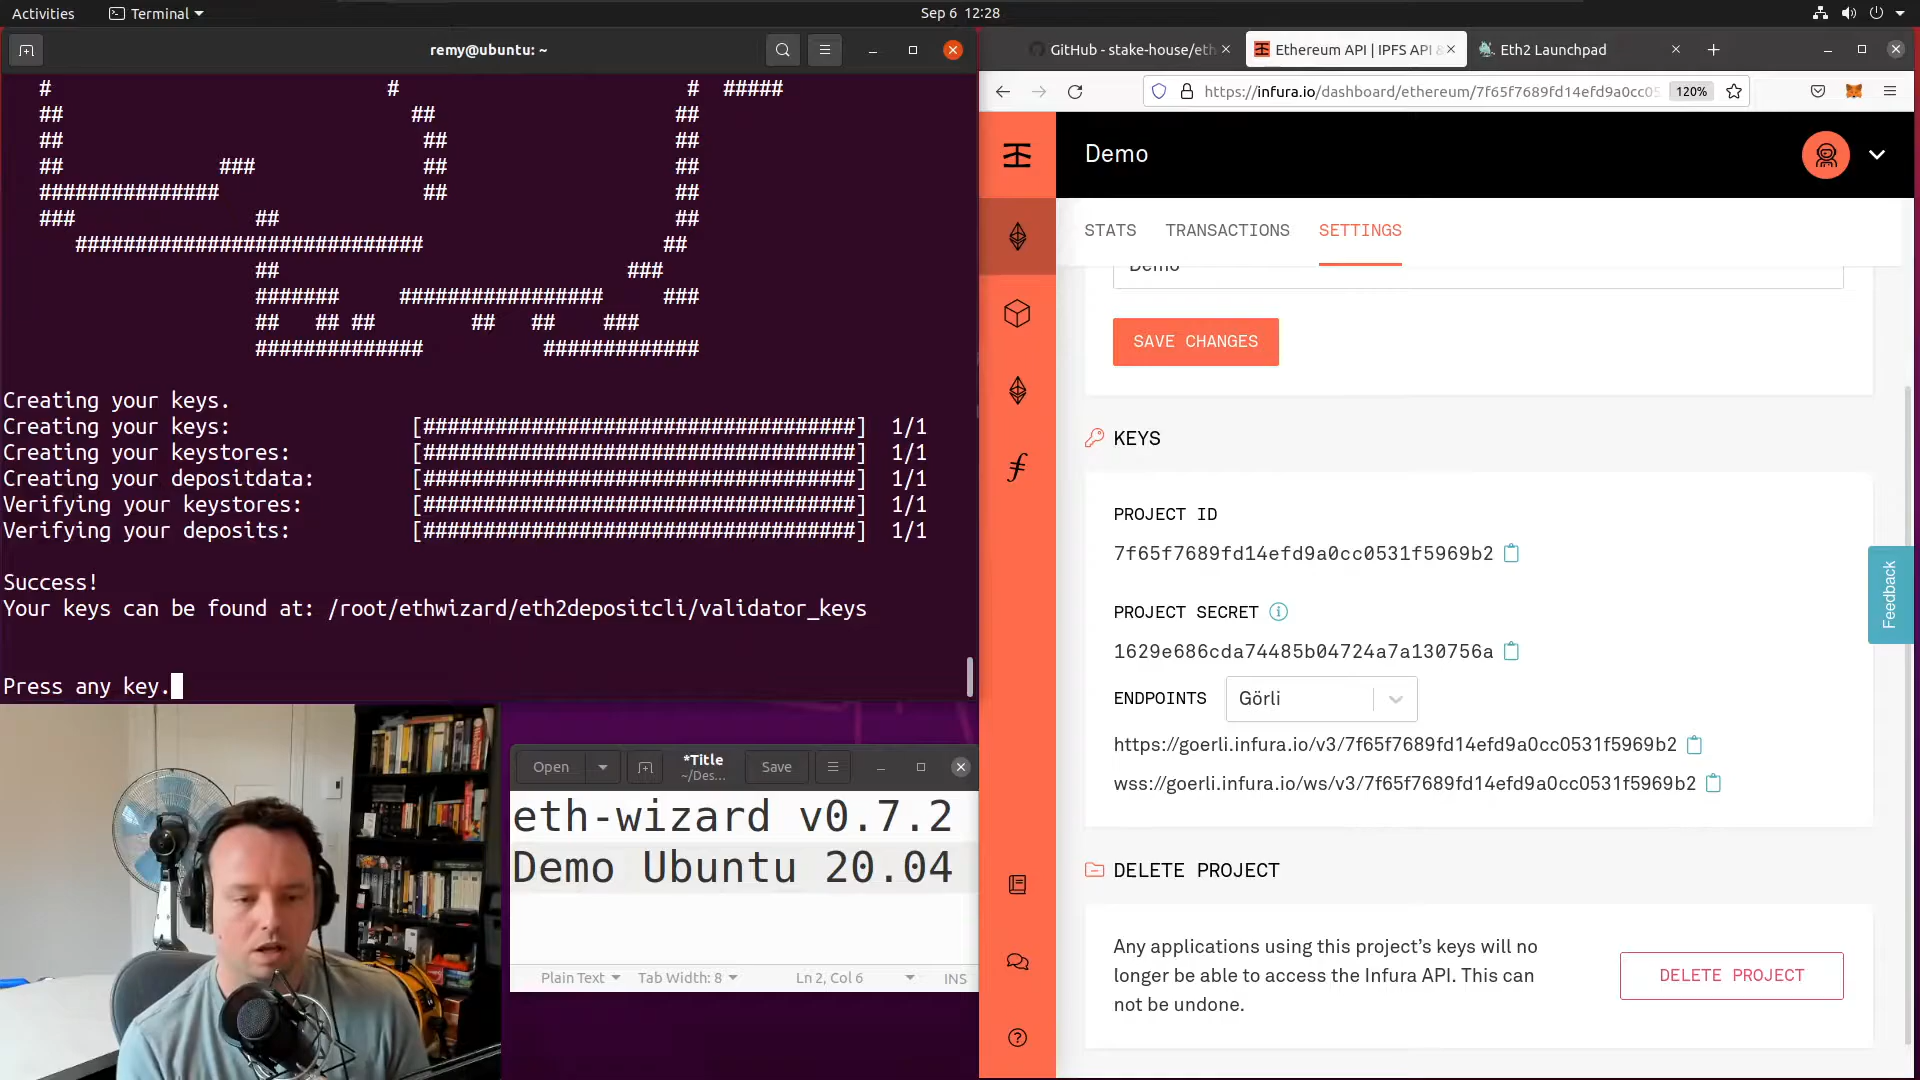 Activities
Terminal
Sep 6 12:28
remy@ubuntu: ~
# # # #####
## ## ##
## ## ##
## ### ## ##
############### ## ##
### ## ##
############################# ##
## ###
####### ################# ###
## ## ## ## ## ###
############## #############
Creating your keys.
Creating your keys: [####################################] 1/1
Creating your keystores: [####################################] 1/1
Creating your depositdata: [####################################] 1/1
Verifying your keystores: [####################################] 1/1
Verifying your deposits: [####################################] 1/1
Success!
Your keys can be found at: /root/ethwizard/eth2depositcli/validator_keys
Press any key.
Open
*Title
~/Des...
Save
eth-wizard v0.7.2
Demo Ubuntu 20.04
Plain Text
Tab Width: 8
Ln 2, Col 6
INS
GitHub - stake-house/eth
Ethereum API | IPFS API &
Eth2 Launchpad
https://infura.io/dashboard/ethereum/7f65f7689fd14efd9a0cc05
120%
Demo
STATS
TRANSACTIONS
SETTINGS
Demo
SAVE CHANGES
KEYS
PROJECT ID
7f65f7689fd14efd9a0cc0531f5969b2
PROJECT SECRET
1629e686cda74485b04724a7a130756a
ENDPOINTS
Görli
https://goerli.infura.io/v3/7f65f7689fd14efd9a0cc0531f5969b2
wss://goerli.infura.io/ws/v3/7f65f7689fd14efd9a0cc0531f5969b2
DELETE PROJECT
Any applications using this project's keys will no
longer be able to access the Infura API. This can
not be undone.
DELETE PROJECT
Feedback